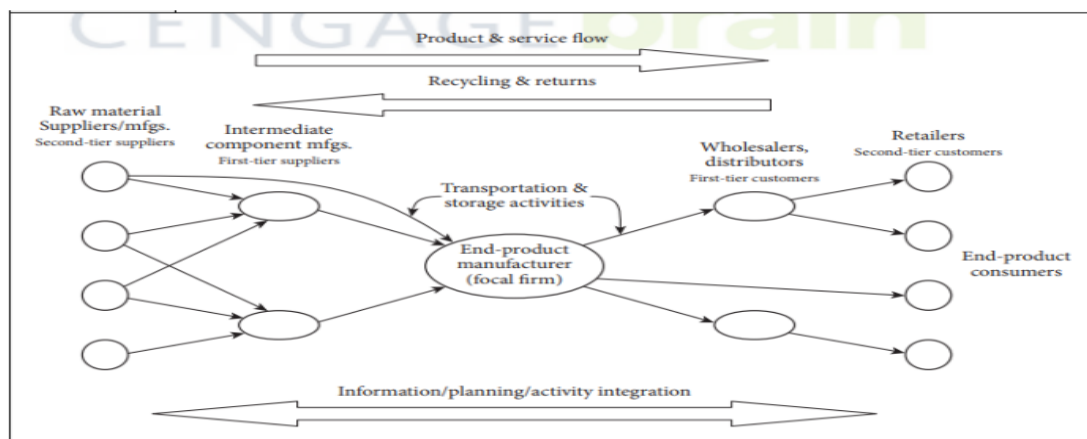 CENGAGE brain
Product & service flow
Recycling & returns
Raw material
Suppliers/mfgs.
Second-tier suppliers
Intermediate
component mfgs.
First-tier suppliers
Transportation &
storage activities
Wholesalers,
distributors
First-tier customers
Retailers
Second-tier customers
End-product
manufacturer
(focal firm)
End-product
consumers
Information/planning/activity integration